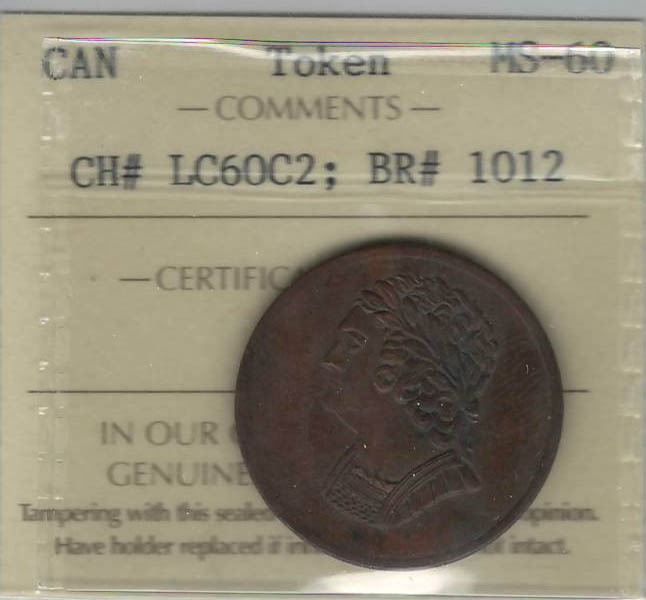 CAN Token MS-60
— COMMENTS —
CH# LC60C2; BR# 1012
— CERTIFIC
IN OUR
GENUINE
Tampering with this sealed opinion.
Have holder replaced if intact.